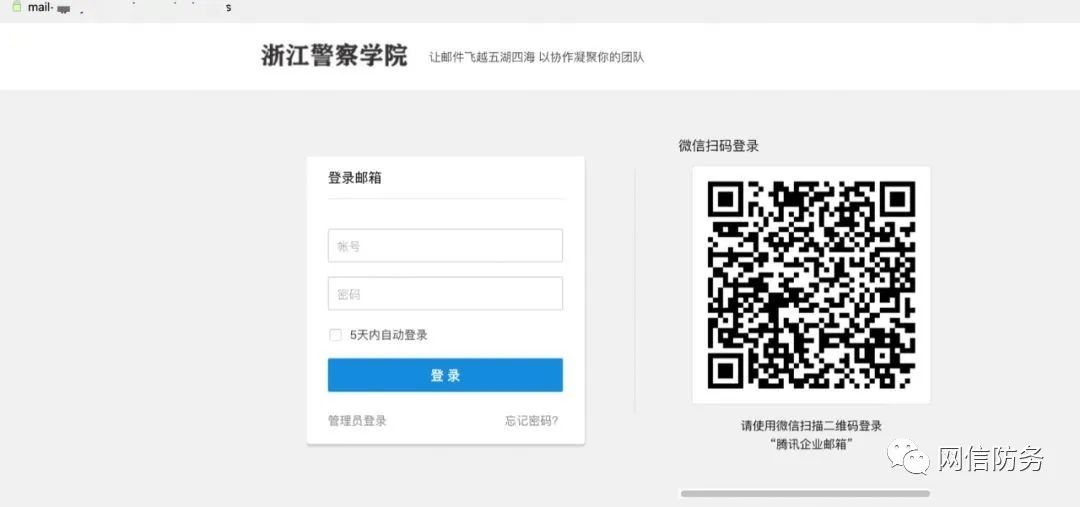 mail-
s
浙江警察学院
让邮件飞越五湖四海 以协作凝聚你的团队
微信扫码登录
登录邮箱
帐号
密码
5天内自动登录
登 录
管理员登录
忘记密码?
请使用微信扫描二维码登录
“腾讯企业邮箱”
网信防务